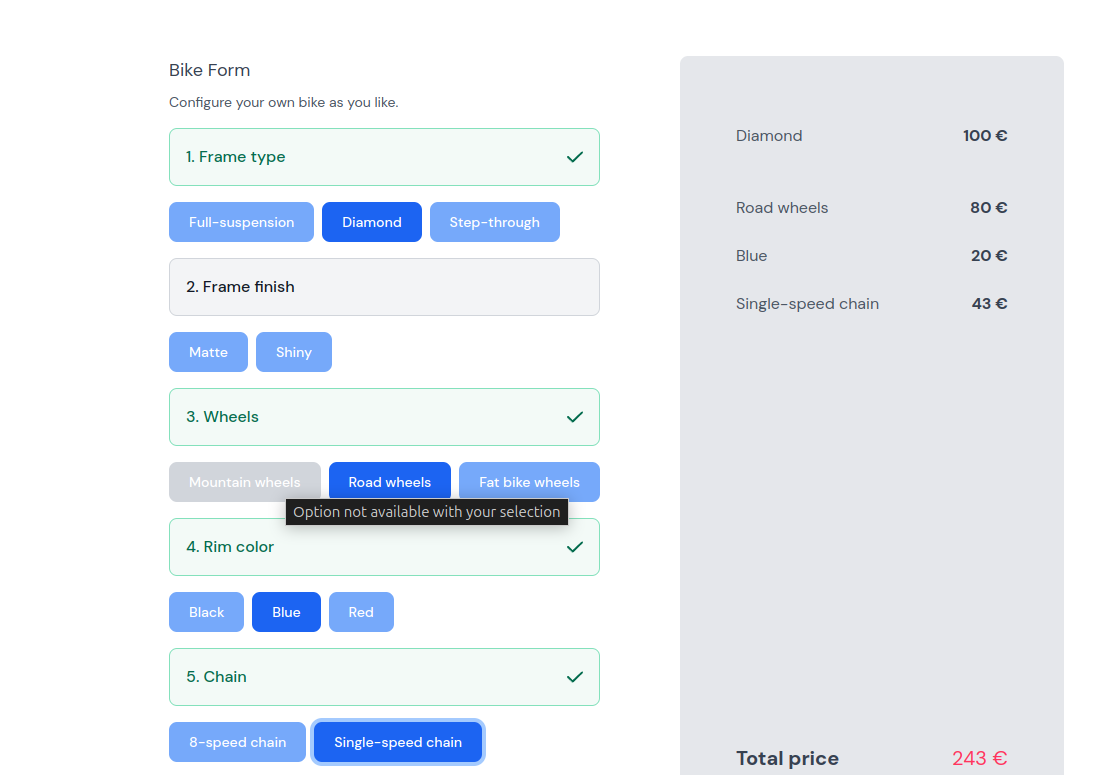 Bike Form
Configure your own bike as you like.
1. Frame type
Full-suspension Diamond Step-through
2. Frame finish
Matte Shiny
3. Wheels
Mountain wheels Road wheels Fat bike wheels
Option not available with your selection
4. Rim color
Black Blue Red
5. Chain
8-speed chain Single-speed chain
Diamond 100 €
Road wheels 80 €
Blue 20 €
Single-speed chain 43 €
Total price 243 €